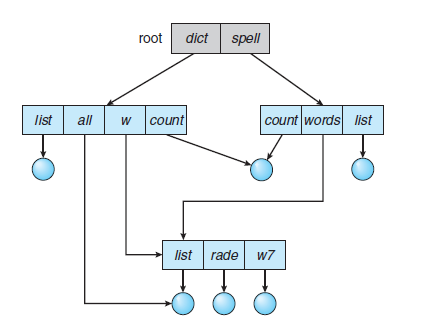 root dict spell
list all w count count words list
list rade w7